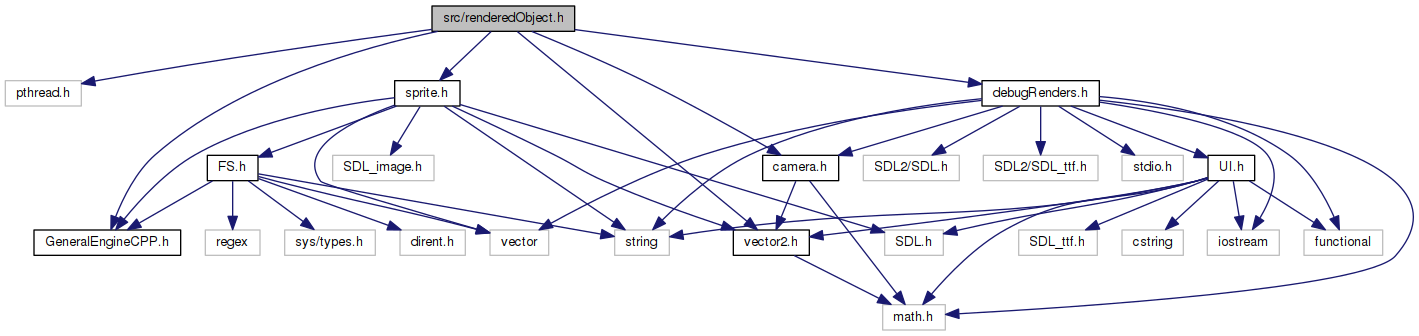 src/renderedObject.h
pthread.h
sprite.h
debugRenders.h
FS.h
SDL_image.h
camera.h
SDL2/SDL.h
SDL2/SDL_ttf.h
stdio.h
UI.h
GeneralEngineCPP.h
regex
sys/types.h
dirent.h
vector
string
vector2.h
SDL.h
SDL_ttf.h
cstring
iostream
functional
math.h